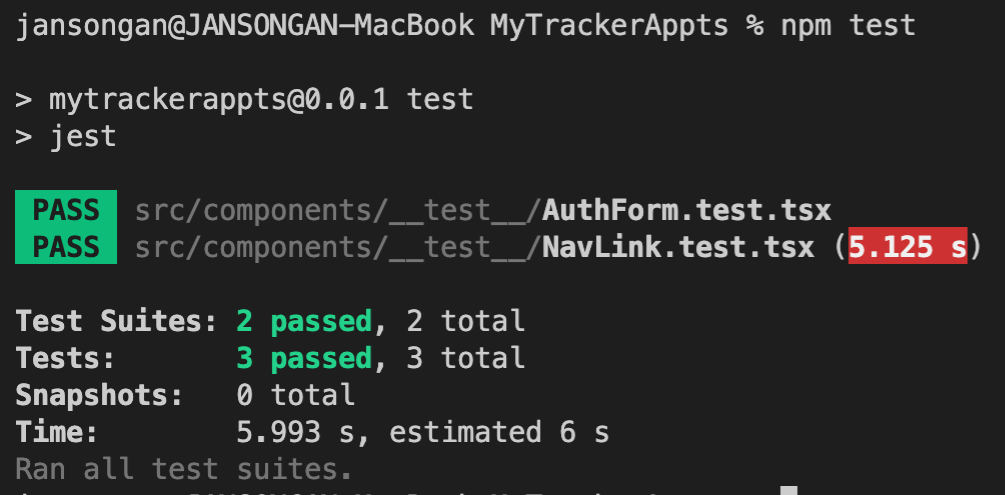 jansongan@JANSONGAN-MacBook MyTrackerAppts % npm test
> mytrackerappts@0.0.1 test
> jest
PASS src/components/__test__/AuthForm.test.tsx
PASS src/components/__test__/NavLink.test.tsx (5.125 s)
Test Suites: 2 passed, 2 total
Tests: 3 passed, 3 total
Snapshots: 0 total
Time: 5.993 s, estimated 6 s
Ran all test suites.